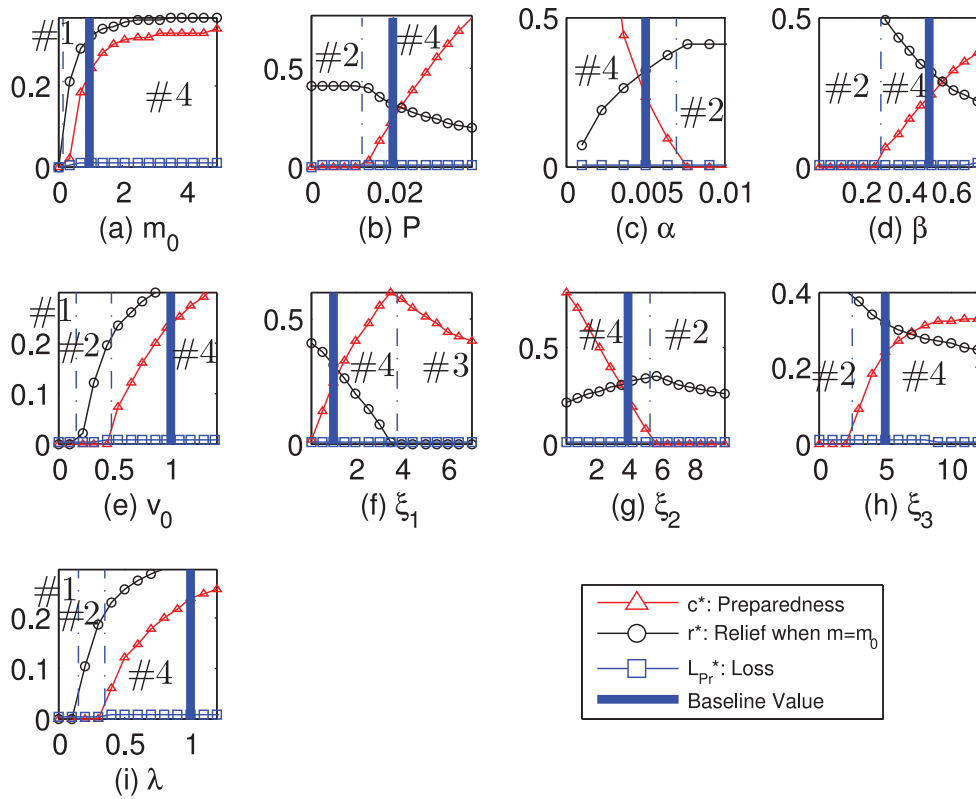 #1
0.2
#4
0
0 2 4
(a) m0
0.5
#2
#4
0
0 0.02
(b) P
0.5
#4
#2
0
0 0.005 0.01
(c) α
0.5
#2
#4
0
0.2 0.4 0.6
(d) β
#1
0.2
#2
0.1
#4
0
0 0.5 1
(e) v0
0.5
#4
#3
0
2 4 6
(f) ξ1
#4
#2
0.5
0
2 4 6 8
(g) ξ2
0.4
0.2
#2
#4
0
0 5 10
(h) ξ3
#1
0.2
#2
#4
0
0 0.5 1
(i) λ
c*: Preparedness
r*: Relief when m=m0
LPr*: Loss
Baseline Value